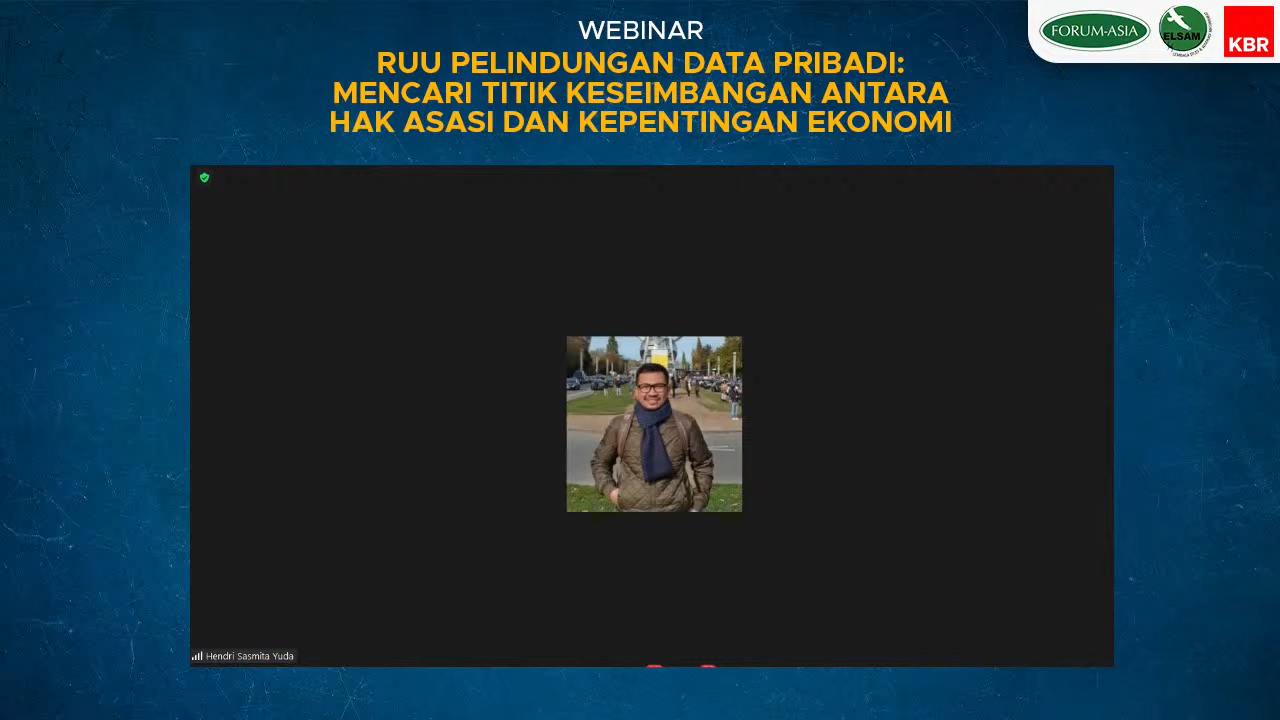 WEBINAR
RUU PELINDUNGAN DATA PRIBADI:
MENCARI TITIK KESEIMBANGAN ANTARA
HAK ASASI DAN KEPENTINGAN EKONOMI
FORUM-ASIA
ELSAM
KBR
Hendri Sasmita Yuda